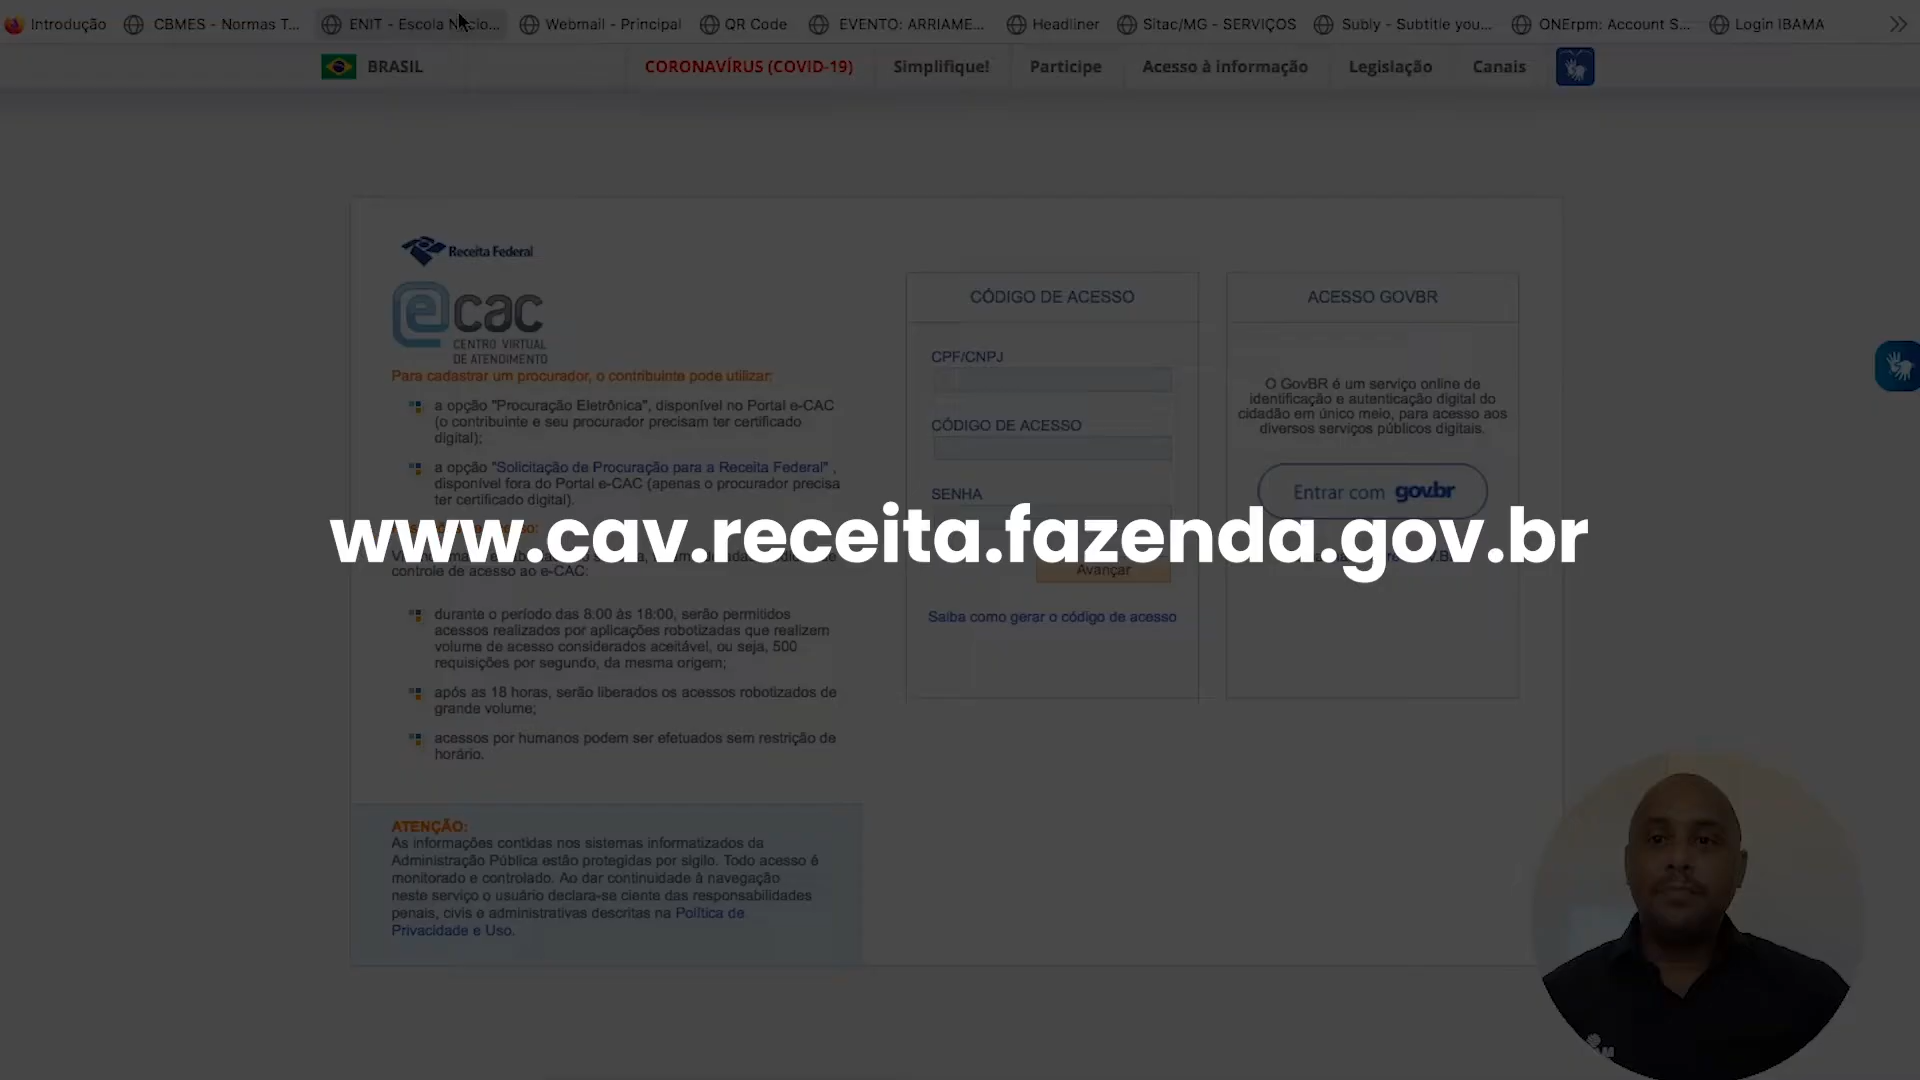 Introdução CBMES - Normas T... ENIT - Escola Nacio... Webmail - Principal QR Code EVENTO: ARRIAME... Headliner Sitac/MG - SERVIÇOS Subly - Subtitle you... ONErpm: Account S... Login IBAMA
BRASIL CORONAVÍRUS (COVID-19) Simplifique! Participe Acesso à informação Legislação Canais
Receita Federal
e cac
CENTRO VIRTUAL
DE ATENDIMENTO
Para cadastrar um procurador, o contribuinte pode utilizar:
a opção "Procuração Eletrônica", disponível no Portal e-CAC
(o contribuinte e seu procurador precisam ter certificado
digital);
a opção "Solicitação de Procuração para a Receita Federal" ,
disponível fora do Portal e-CAC (apenas o procurador precisa
ter certificado digital).
controle de acesso ao e-CAC:
durante o período das 8:00 às 18:00, serão permitidos
acessos realizados por aplicações robotizadas que realizem
volume de acesso considerados aceitável, ou seja, 500
requisições por segundo, da mesma origem;
após as 18 horas, serão liberados os acessos robotizados de
grande volume;
acessos por humanos podem ser efetuados sem restrição de
horário.
ATENÇÃO:
As informações contidas nos sistemas informatizados da
Administração Pública estão protegidas por sigilo. Todo acesso é
monitorado e controlado. Ao dar continuidade à navegação
neste serviço o usuário declara-se ciente das responsabilidades
penais, civis e administrativas descritas na Política de
Privacidade e Uso.
CÓDIGO DE ACESSO
CPF/CNPJ
CÓDIGO DE ACESSO
SENHA
Avançar
Saiba como gerar o código de acesso
ACESSO GOVBR
O GovBR é um serviço online de
identificação e autenticação digital do
cidadão em único meio, para acesso aos
diversos serviços públicos digitais.
Entrar com gov.br
www.cav.receita.fazenda.gov.br